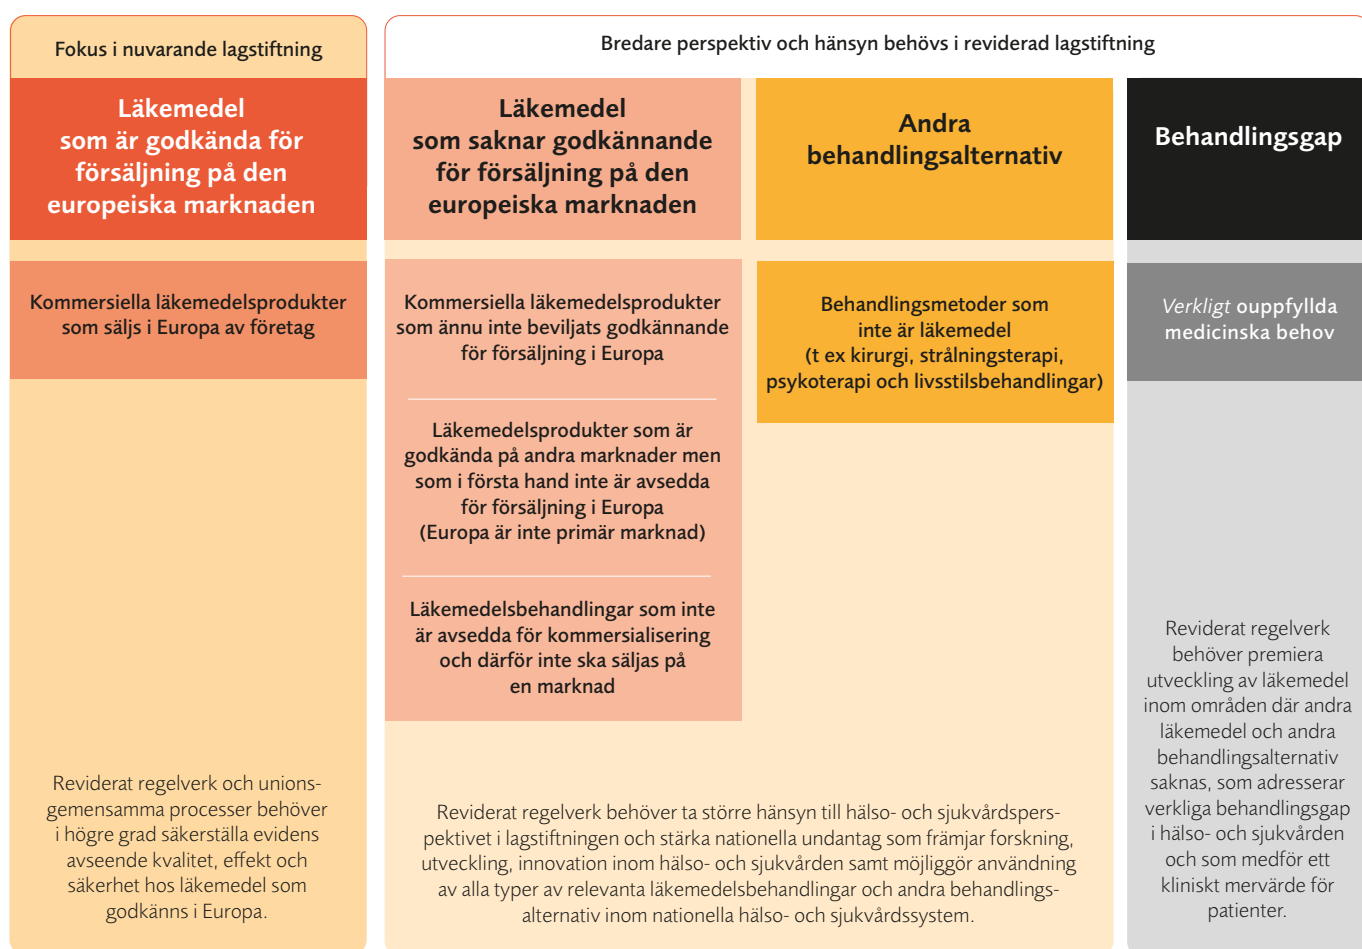 Fokus i nuvarande lagstiftning
Bredare perspektiv och hänsyn behövs i reviderad lagstiftning
Läkemedel
som är godkända för
försäljning på den
europeiska marknaden
Läkemedel
som saknar godkännande
för försäljning på den
europeiska marknaden
Andra
behandlingsalternativ
Behandlingsgap
Kommersiella läkemedelsprodukter
som säljs i Europa av företag
Kommersiella läkemedelsprodukter
som ännu inte beviljats godkännande
för försäljning i Europa
Läkemedelsprodukter som är
godkända på andra marknader men
som i första hand inte är avsedda
för försäljning i Europa
(Europa är inte primär marknad)
Läkemedelsbehandlingar som inte
är avsedda för kommersialisering
och därför inte ska säljas på
en marknad
Behandlingsmetoder som
inte är läkemedel
(t ex kirurgi, strålningsterapi,
psykoterapi och livsstilsbehandlingar)
Verkligt ouppfyllda
medicinska behov
Reviderat regelverk och unions-
gemensamma processer behöver
i högre grad säkerställa evidens
avseende kvalitet, effekt och
säkerhet hos läkemedel som
godkänns i Europa.
Reviderat regelverk behöver ta större hänsyn till hälso- och sjukvårdspers-
pektivet i lagstiftningen och stärka nationella undantag som främjar forskning,
utveckling, innovation inom hälso- och sjukvården samt möjliggör användning
av alla typer av relevanta läkemedelsbehandlingar och andra behandlings-
alternativ inom nationella hälso- och sjukvårdssystem.
Reviderat regelverk
behöver premiera
utveckling av läkemedel
inom områden där andra
läkemedel och andra
behandlingsalternativ
saknas, som adresserar
verkliga behandlingsgap
i hälso- och sjukvården
och som medför ett
kliniskt mervärde för
patienter.